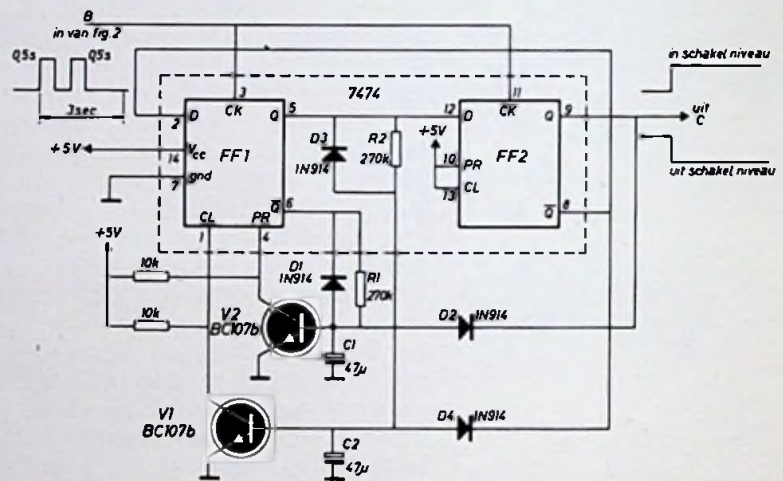 B
in van fig.2
0,5s 0,5s
3sec
in schakel niveau
uit
C
uit schakel niveau
7474
3
CK
2
D
Q
5
+5V
14
Vcc
FF1
7
gnd
Q
6
CL
PR
1
4
D3
1N914
R2
270k
11
CK
12
D
Q
9
+5V
10
PR
FF2
CL
13
Q
8
+5V
10k
10k
D1
1N914
R1
270k
V2
BC107b
D2
1N914
C1
47µ
V1
BC107b
D4
1N914
C2
47µ